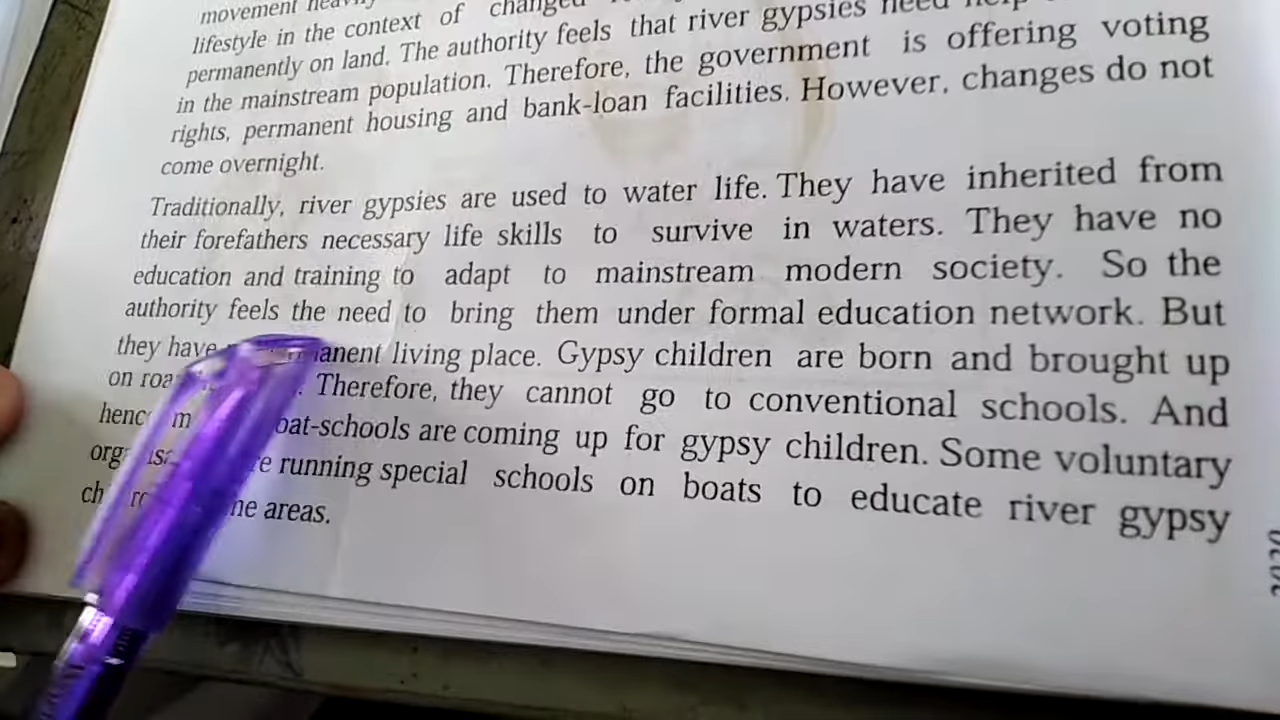 movement
lifestyle in the context of changed
permanently on land. The authority feels that river gypsies need
in the mainstream population. Therefore, the government is offering voting
rights, permanent housing and bank-loan facilities. However, changes do not
come overnight.
Traditionally, river gypsies are used to water life. They have inherited from
their forefathers necessary life skills to survive in waters. They have no
education and training to adapt to mainstream modern society. So the
authority feels the need to bring them under formal education network. But
they have living place. Gypsy children are born and brought up
on Therefore, they cannot go to conventional schools. And
are coming up for gypsy children. Some voluntary
running special schools on boats to educate river gypsy
areas.